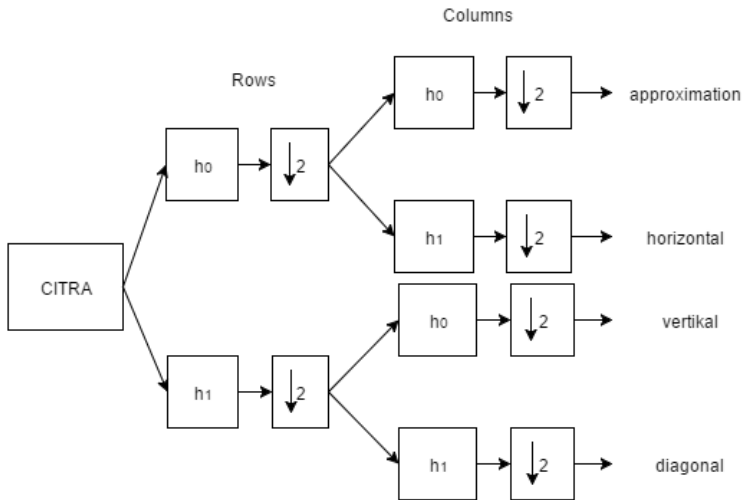 Columns
Rows
h0
↓ 2
approximation
h0
↓ 2
h1
↓ 2
horizontal
CITRA
h0
↓ 2
vertikal
h1
↓ 2
h1
↓ 2
diagonal